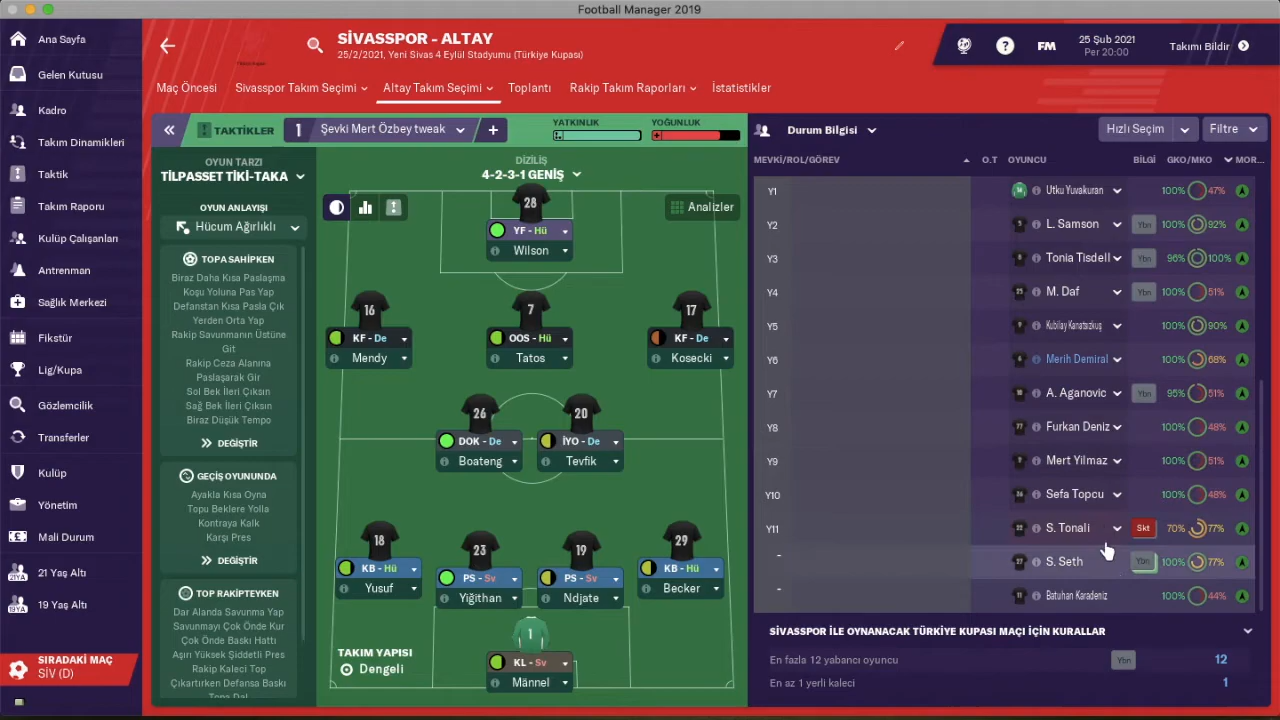 Football Manager 2019
Ana Sayfa
Gelen Kutusu
Kadro
Takım Dinamikleri
Taktik
Takım Raporu
Kulüp Çalışanları
Antrenman
Sağlık Merkezi
Fikstür
Lig/Kupa
Gözlemcilik
Transferler
Kulüp
Yönetim
Mali Durum
21YA 21 Yaş Altı
19YA 19 Yaş Altı
SIRADAKİ MAÇ
SİV (D)
SİVASSPOR - ALTAY
25/2/2021, Yeni Sivas 4 Eylül Stadyumu (Türkiye Kupası)
FM
25 Şub 2021
Per 20:00
Takımı Bildir
Maç Öncesi
Sivasspor Takım Seçimi
Altay Takım Seçimi
Toplantı
Rakip Takım Raporları
İstatistikler
TAKTİKLER
1 Şevki Mert Özbey tweak
YATKINLIK
YOĞUNLUK
OYUN TARZI
TİLPASSET TİKİ-TAKA
OYUN ANLAYIŞI
Hücum Ağırlıklı
TOPA SAHİPKEN
Biraz Daha Kısa Paslaşma
Koşu Yoluna Pas Yap
Defanstan Kısa Pasla Çık
Yerden Orta Yap
Rakip Savunmanın Üstüne
Git
Rakip Ceza Alanına
Paslaşarak Gir
Sol Bek İleri Çıksın
Sağ Bek İleri Çıksın
Biraz Düşük Tempo
DEĞİŞTİR
GEÇİŞ OYUNUNDA
Ayakla Kısa Oyna
Topu Beklere Yolla
Kontraya Kalk
Karşı Pres
DEĞİŞTİR
TOP RAKİPTEYKEN
Dar Alanda Savunma Yap
Savunmayı Çok Önde Kur
Çok Önde Baskı Hattı
Aşırı Yüksek Şiddetli Pres
Rakip Kaleci Top
Çıkartırken Defansa Baskı
DİZİLİŞ
4-2-3-1 GENİŞ
Analizler
28
YF - Hü
Wilson
16
KF - De
Mendy
7
OOS - Hü
Tatos
17
KF - De
Kosecki
26
DOK - De
Boateng
20
İYO - De
Tevfik
18
KB - Hü
Yusuf
23
PS - Sv
Yiğithan
19
PS - Sv
Ndjate
29
KB - Hü
Becker
1
KL - Sv
Männel
TAKIM YAPISI
Dengeli
Durum Bilgisi
Hızlı Seçim
Filtre
MEVKİ/ROL/GÖREV O.T OYUNCU BİLGİ GKO/MKO MOR...
Y1 Utku Yuvakuran 100% 47%
Y2 L. Samson Ybn 100% 92%
Y3 Tonia Tisdell Ybn 96% 100%
Y4 M. Daf Ybn 100% 51%
Y5 100% 90%
Y6 Merih Demiral 100% 68%
Y7 A. Aganovic Ybn 95% 51%
Y8 Furkan Deniz 100% 48%
Y9 Mert Yılmaz 100% 51%
Y10 Sefa Topcu 100% 48%
Y11 S. Tonali Skt 70% 77%
- S. Seth Ybn 100% 77%
- Batuhan Karadeniz 100% 44%
SİVASSPOR İLE OYNANACAK TÜRKİYE KUPASI MAÇI İÇİN KURALLAR
En fazla 12 yabancı oyuncu Ybn 12
En az 1 yerli kaleci 1